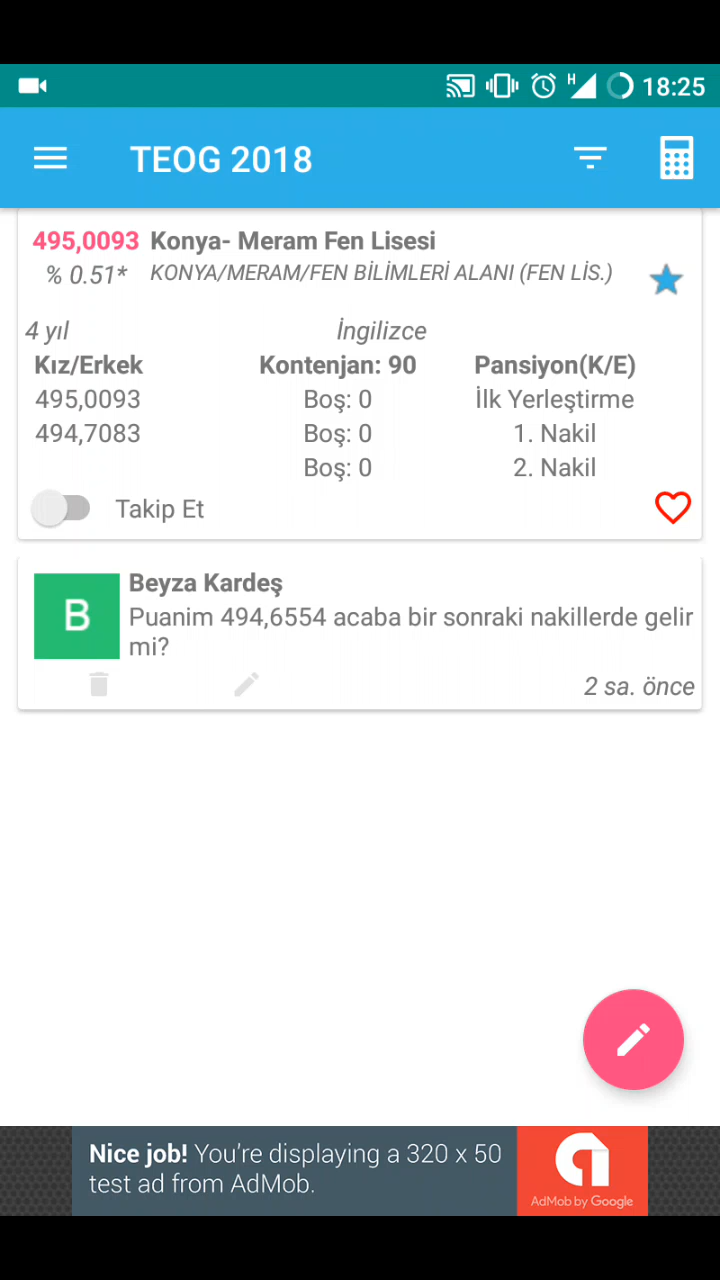 H 18:25
TEOG 2018
495,0093 Konya- Meram Fen Lisesi
% 0.51* KONYA/MERAM/FEN BİLİMLERİ ALANI (FEN LİS.)
4 yıl İngilizce
Kız/Erkek Kontenjan: 90 Pansiyon(K/E)
495,0093 Boş: 0 İlk Yerleştirme
494,7083 Boş: 0 1. Nakil
Boş: 0 2. Nakil
Takip Et
B Beyza Kardeş
Puanim 494,6554 acaba bir sonraki nakillerde gelir
mi?
2 sa. önce
Nice job! You're displaying a 320 x 50
test ad from AdMob.
AdMob by Google